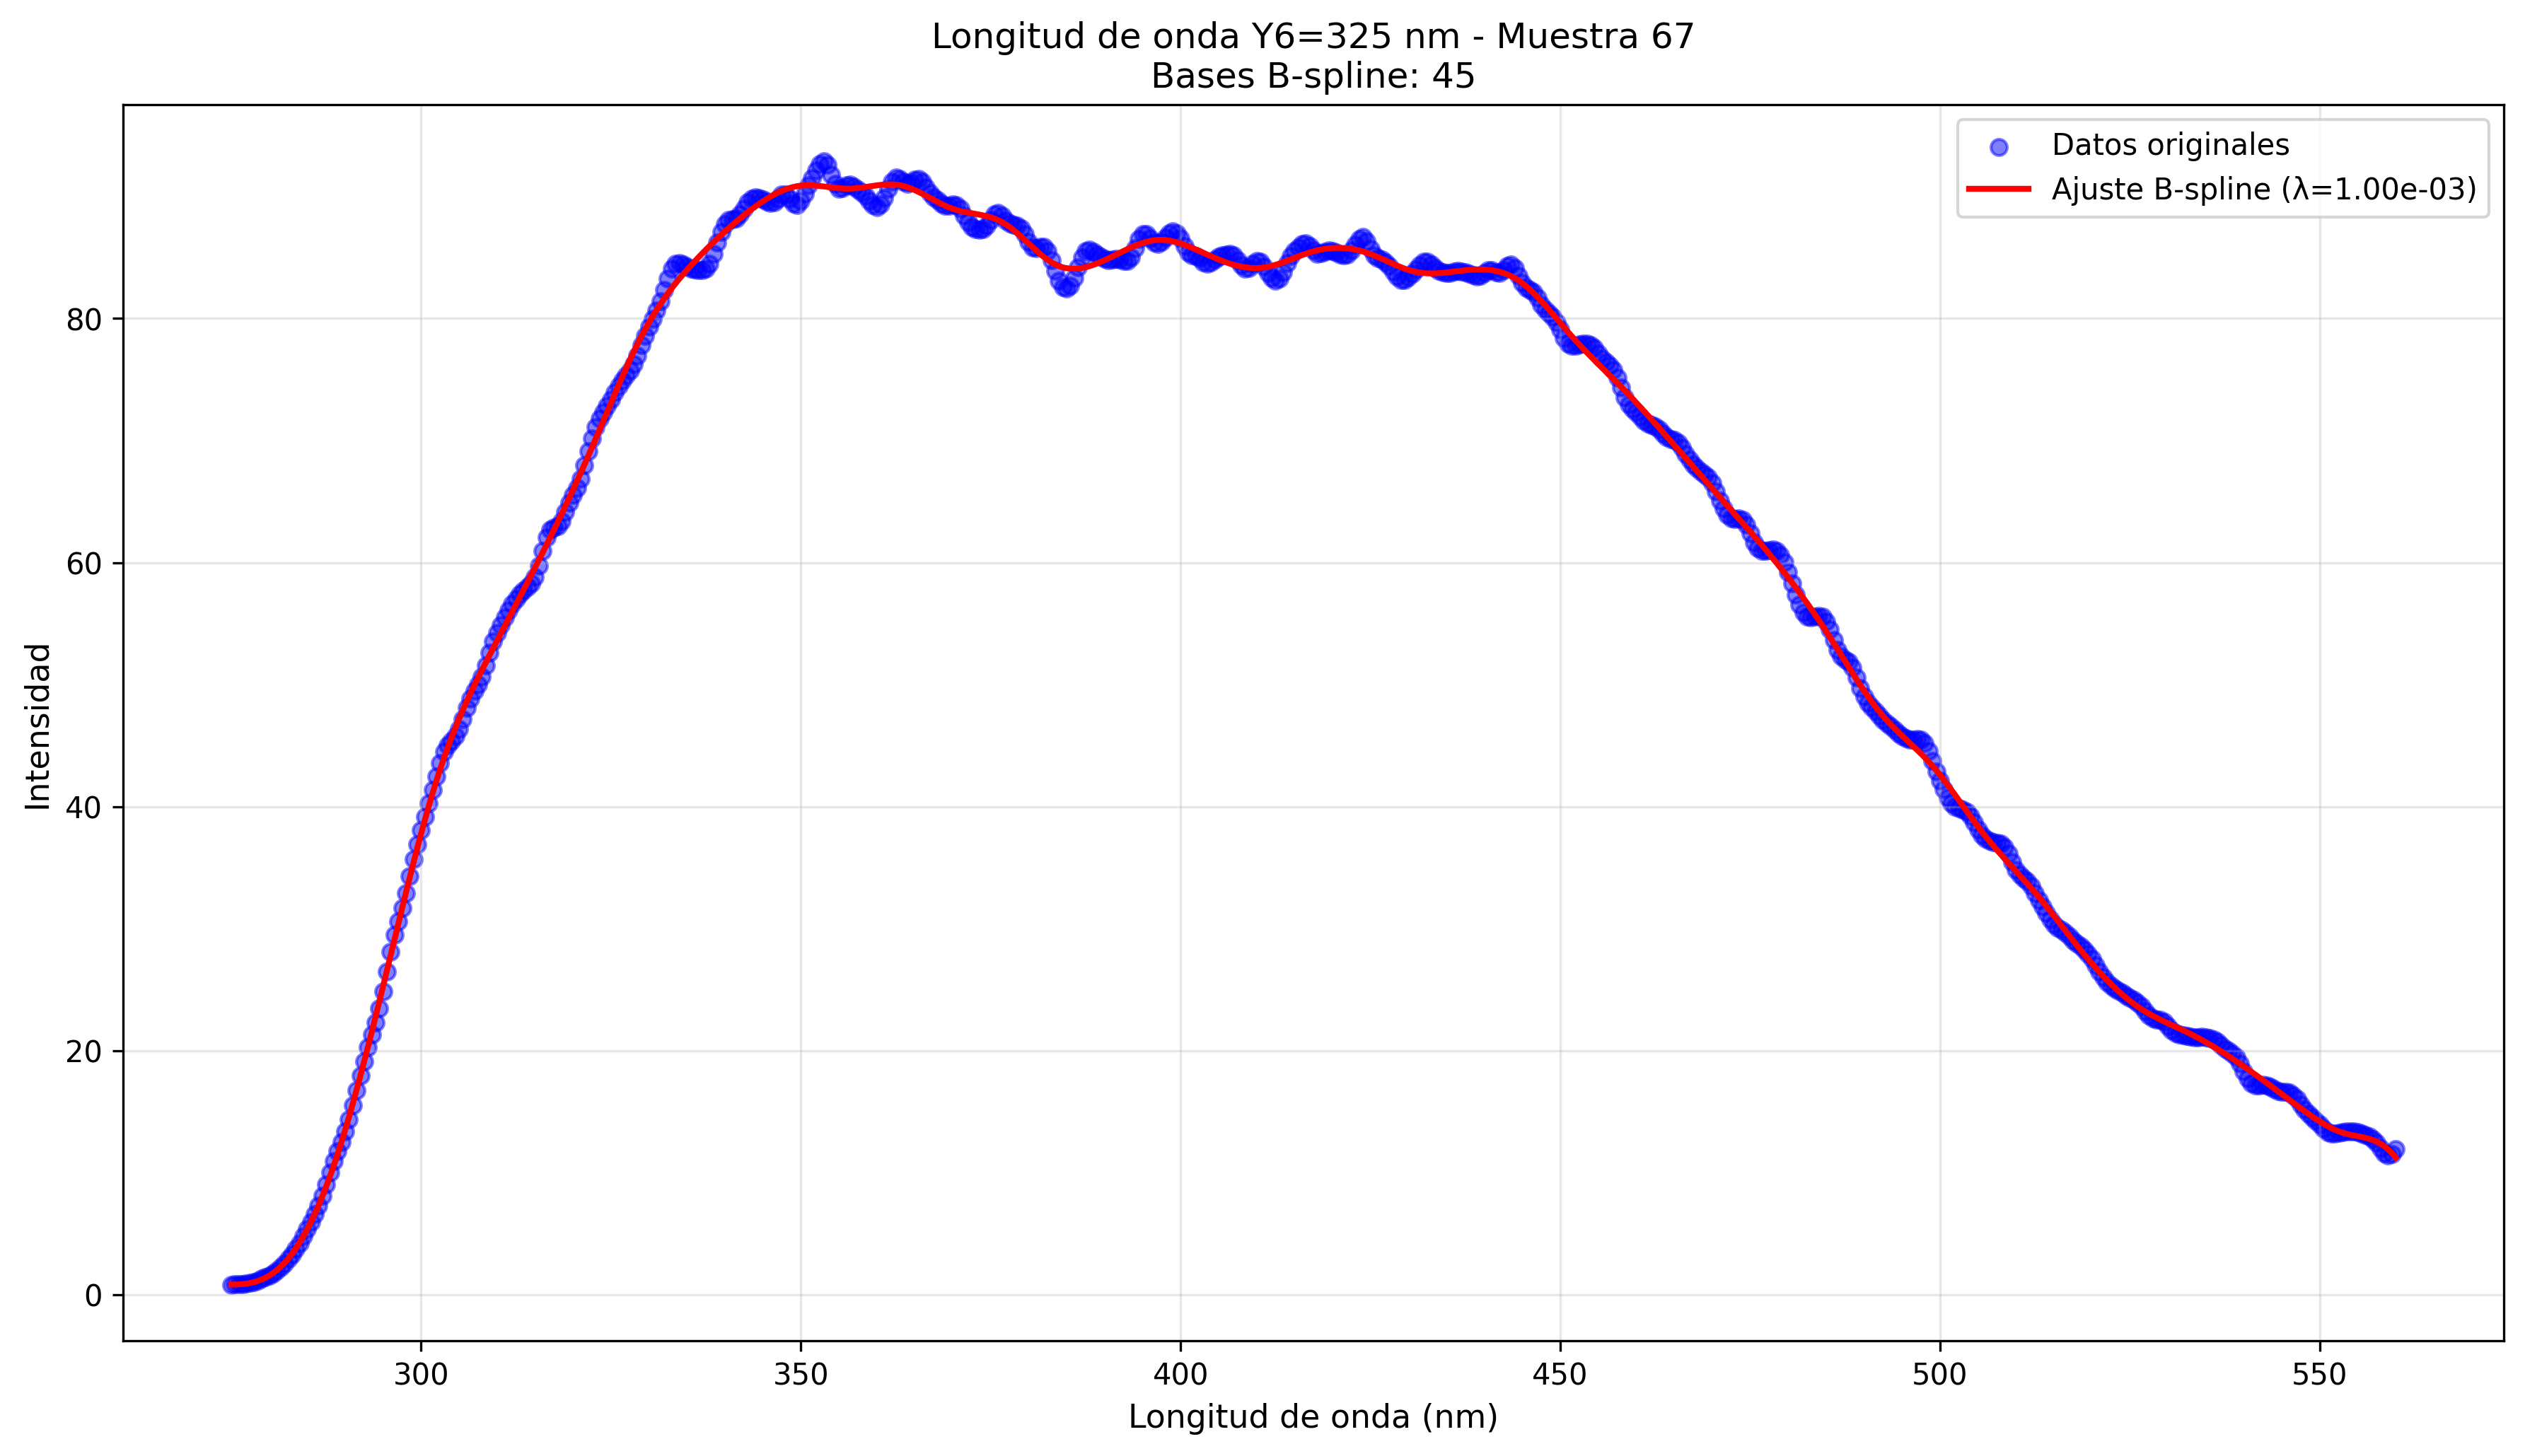 Longitud de onda Y6=325 nm - Muestra 67
Bases B-spline: 45
Datos originales
Ajuste B-spline (λ=1.00e-03)
Intensidad
80
60
40
20
0
300 350 400 450 500 550
Longitud de onda (nm)